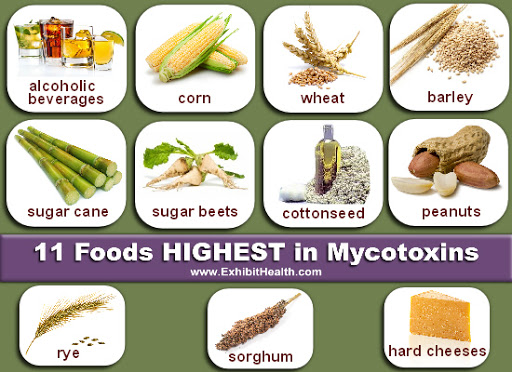 alcoholic
beverages
corn
wheat
barley
sugar cane
sugar beets
cottonseed
peanuts
11 Foods HIGHEST in Mycotoxins
www.ExhibitHealth.com
rye
sorghum
hard cheeses